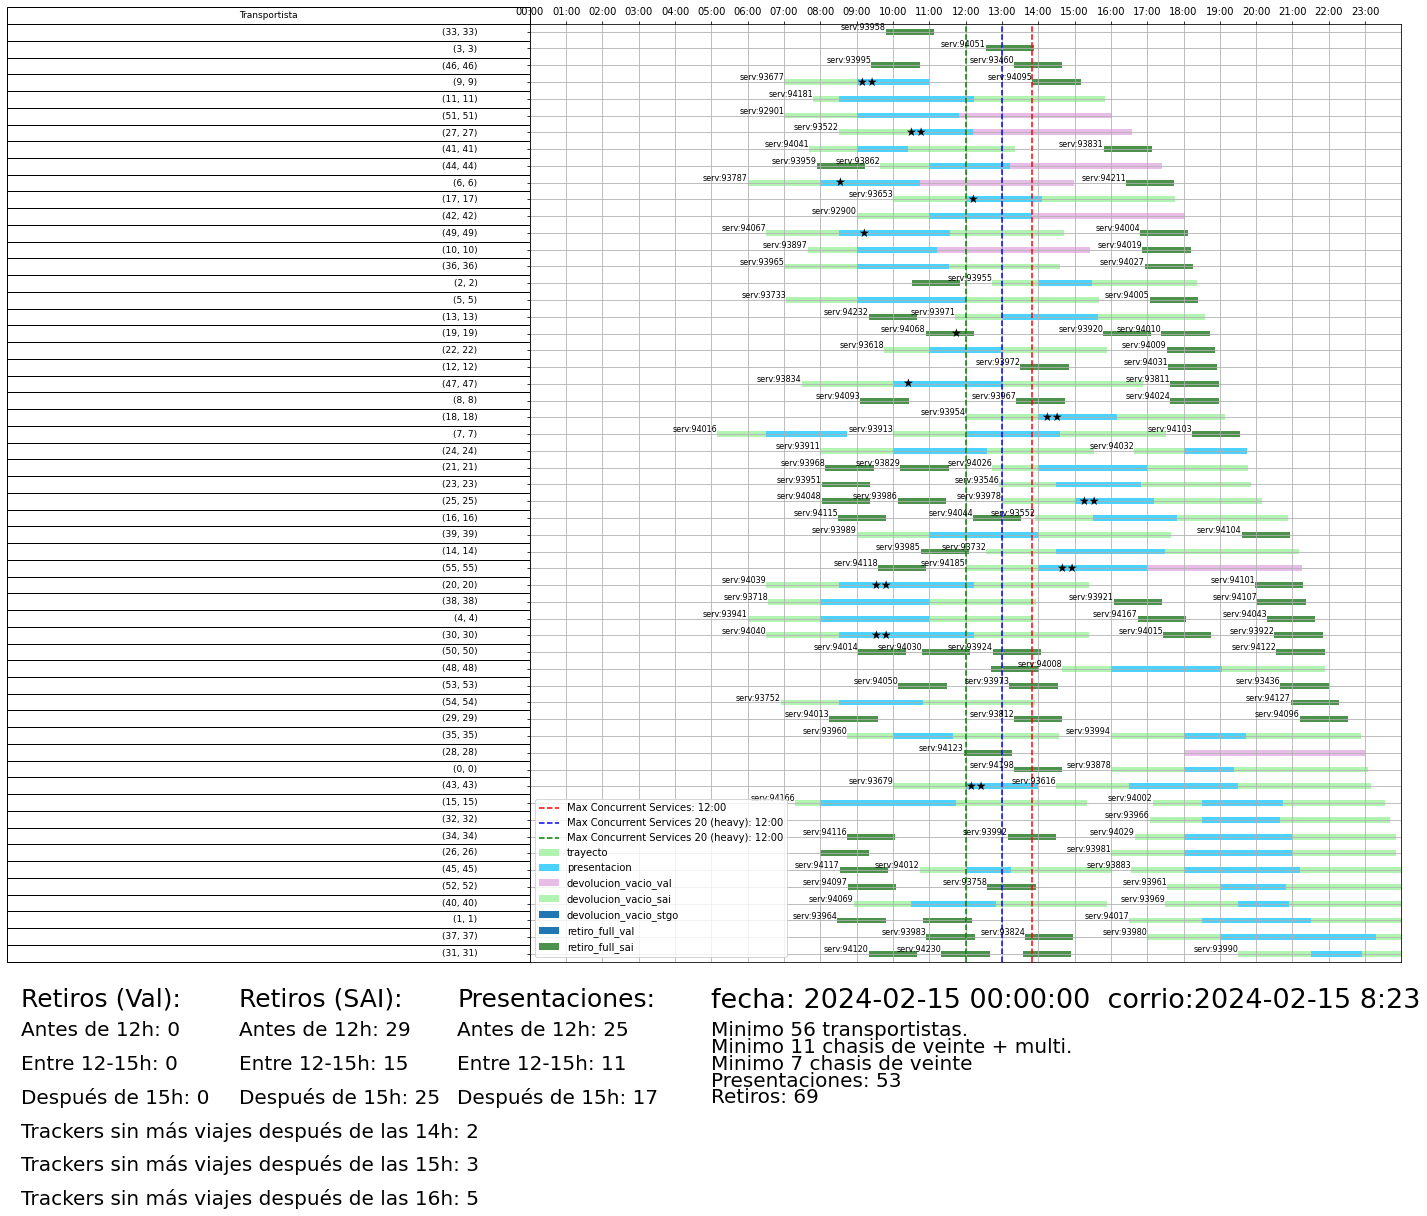 Transportista
00:00 01:00 02:00 03:00 04:00 05:00 06:00 07:00 08:00 09:00 10:00 11:00 12:00 13:00 14:00 15:00 16:00 17:00 18:00 19:00 20:00 21:00 22:00 23:00
(33, 33) serv:93958
(3, 3) serv:94051
(46, 46) serv:93995 serv:93460
(9, 9) serv:93677 serv:94095
(11, 11) serv:94181
(51, 51) serv:92901
(27, 27) serv:93522
(41, 41) serv:94041 serv:93831
(44, 44) serv:93959 serv:93862
(6, 6) serv:93787 serv:94211
(17, 17) serv:93653
(42, 42) serv:92900
(49, 49) serv:94067 serv:94004
(10, 10) serv:93897 serv:94019
(36, 36) serv:93965 serv:94027
(2, 2) serv:93955
(5, 5) serv:93733 serv:94005
(13, 13) serv:94232 serv:93971
(19, 19) serv:94068 serv:93920 serv:94010
(22, 22) serv:93618 serv:94009
(12, 12) serv:93972 serv:94031
(47, 47) serv:93834 serv:93811
(8, 8) serv:94093 serv:93967 serv:94024
(18, 18) serv:93954
(7, 7) serv:94016 serv:93913 serv:94103
(24, 24) serv:93911 serv:94032
(21, 21) serv:93968 serv:93829 serv:94026
(23, 23) serv:93951 serv:93546
(25, 25) serv:94048 serv:93986 serv:93978
(16, 16) serv:94115 serv:94044 serv:93552
(39, 39) serv:93989 serv:94104
(14, 14) serv:93985 serv:93732
(55, 55) serv:94118 serv:94185
(20, 20) serv:94039 serv:94101
(38, 38) serv:93718 serv:93921 serv:94107
(4, 4) serv:93941 serv:94167 serv:94043
(30, 30) serv:94040 serv:94015 serv:93922
(50, 50) serv:94014 serv:94030 serv:93924 serv:94122
(48, 48) serv:94008
(53, 53) serv:94050 serv:93973 serv:93436
(54, 54) serv:93752 serv:94127
(29, 29) serv:94013 serv:93812 serv:94096
(35, 35) serv:93960 serv:93994
(28, 28) serv:94123
(0, 0) serv:94198 serv:93878
(43, 43) serv:93679 serv:93616
(15, 15) serv:94166 serv:94002
(32, 32) serv:93966
(34, 34) serv:94116 serv:93992 serv:94029
(26, 26) serv:93981
(45, 45) serv:94117 serv:94012 serv:93883
(52, 52) serv:94097 serv:93758 serv:93961
(40, 40) serv:94069 serv:93969
(1, 1) serv:93964 serv:94017
(37, 37) serv:93983 serv:93824 serv:93980
(31, 31) serv:94120 serv:94230 serv:93990
Max Concurrent Services: 12:00
Max Concurrent Services 20 (heavy): 12:00
Max Concurrent Services 20 (heavy): 12:00
trayecto
presentacion
devolucion_vacio_val
devolucion_vacio_sai
devolucion_vacio_stgo
retiro_full_val
retiro_full_sai
Retiros (Val):
Antes de 12h: 0
Entre 12-15h: 0
Después de 15h: 0
Retiros (SAI):
Antes de 12h: 29
Entre 12-15h: 15
Después de 15h: 25
Presentaciones:
Antes de 12h: 25
Entre 12-15h: 11
Después de 15h: 17
fecha: 2024-02-15 00:00:00 corrio:2024-02-15 8:23
Minimo 56 transportistas.
Minimo 11 chasis de veinte + multi.
Minimo 7 chasis de veinte
Presentaciones: 53
Retiros: 69
Trackers sin más viajes después de las 14h: 2
Trackers sin más viajes después de las 15h: 3
Trackers sin más viajes después de las 16h: 5